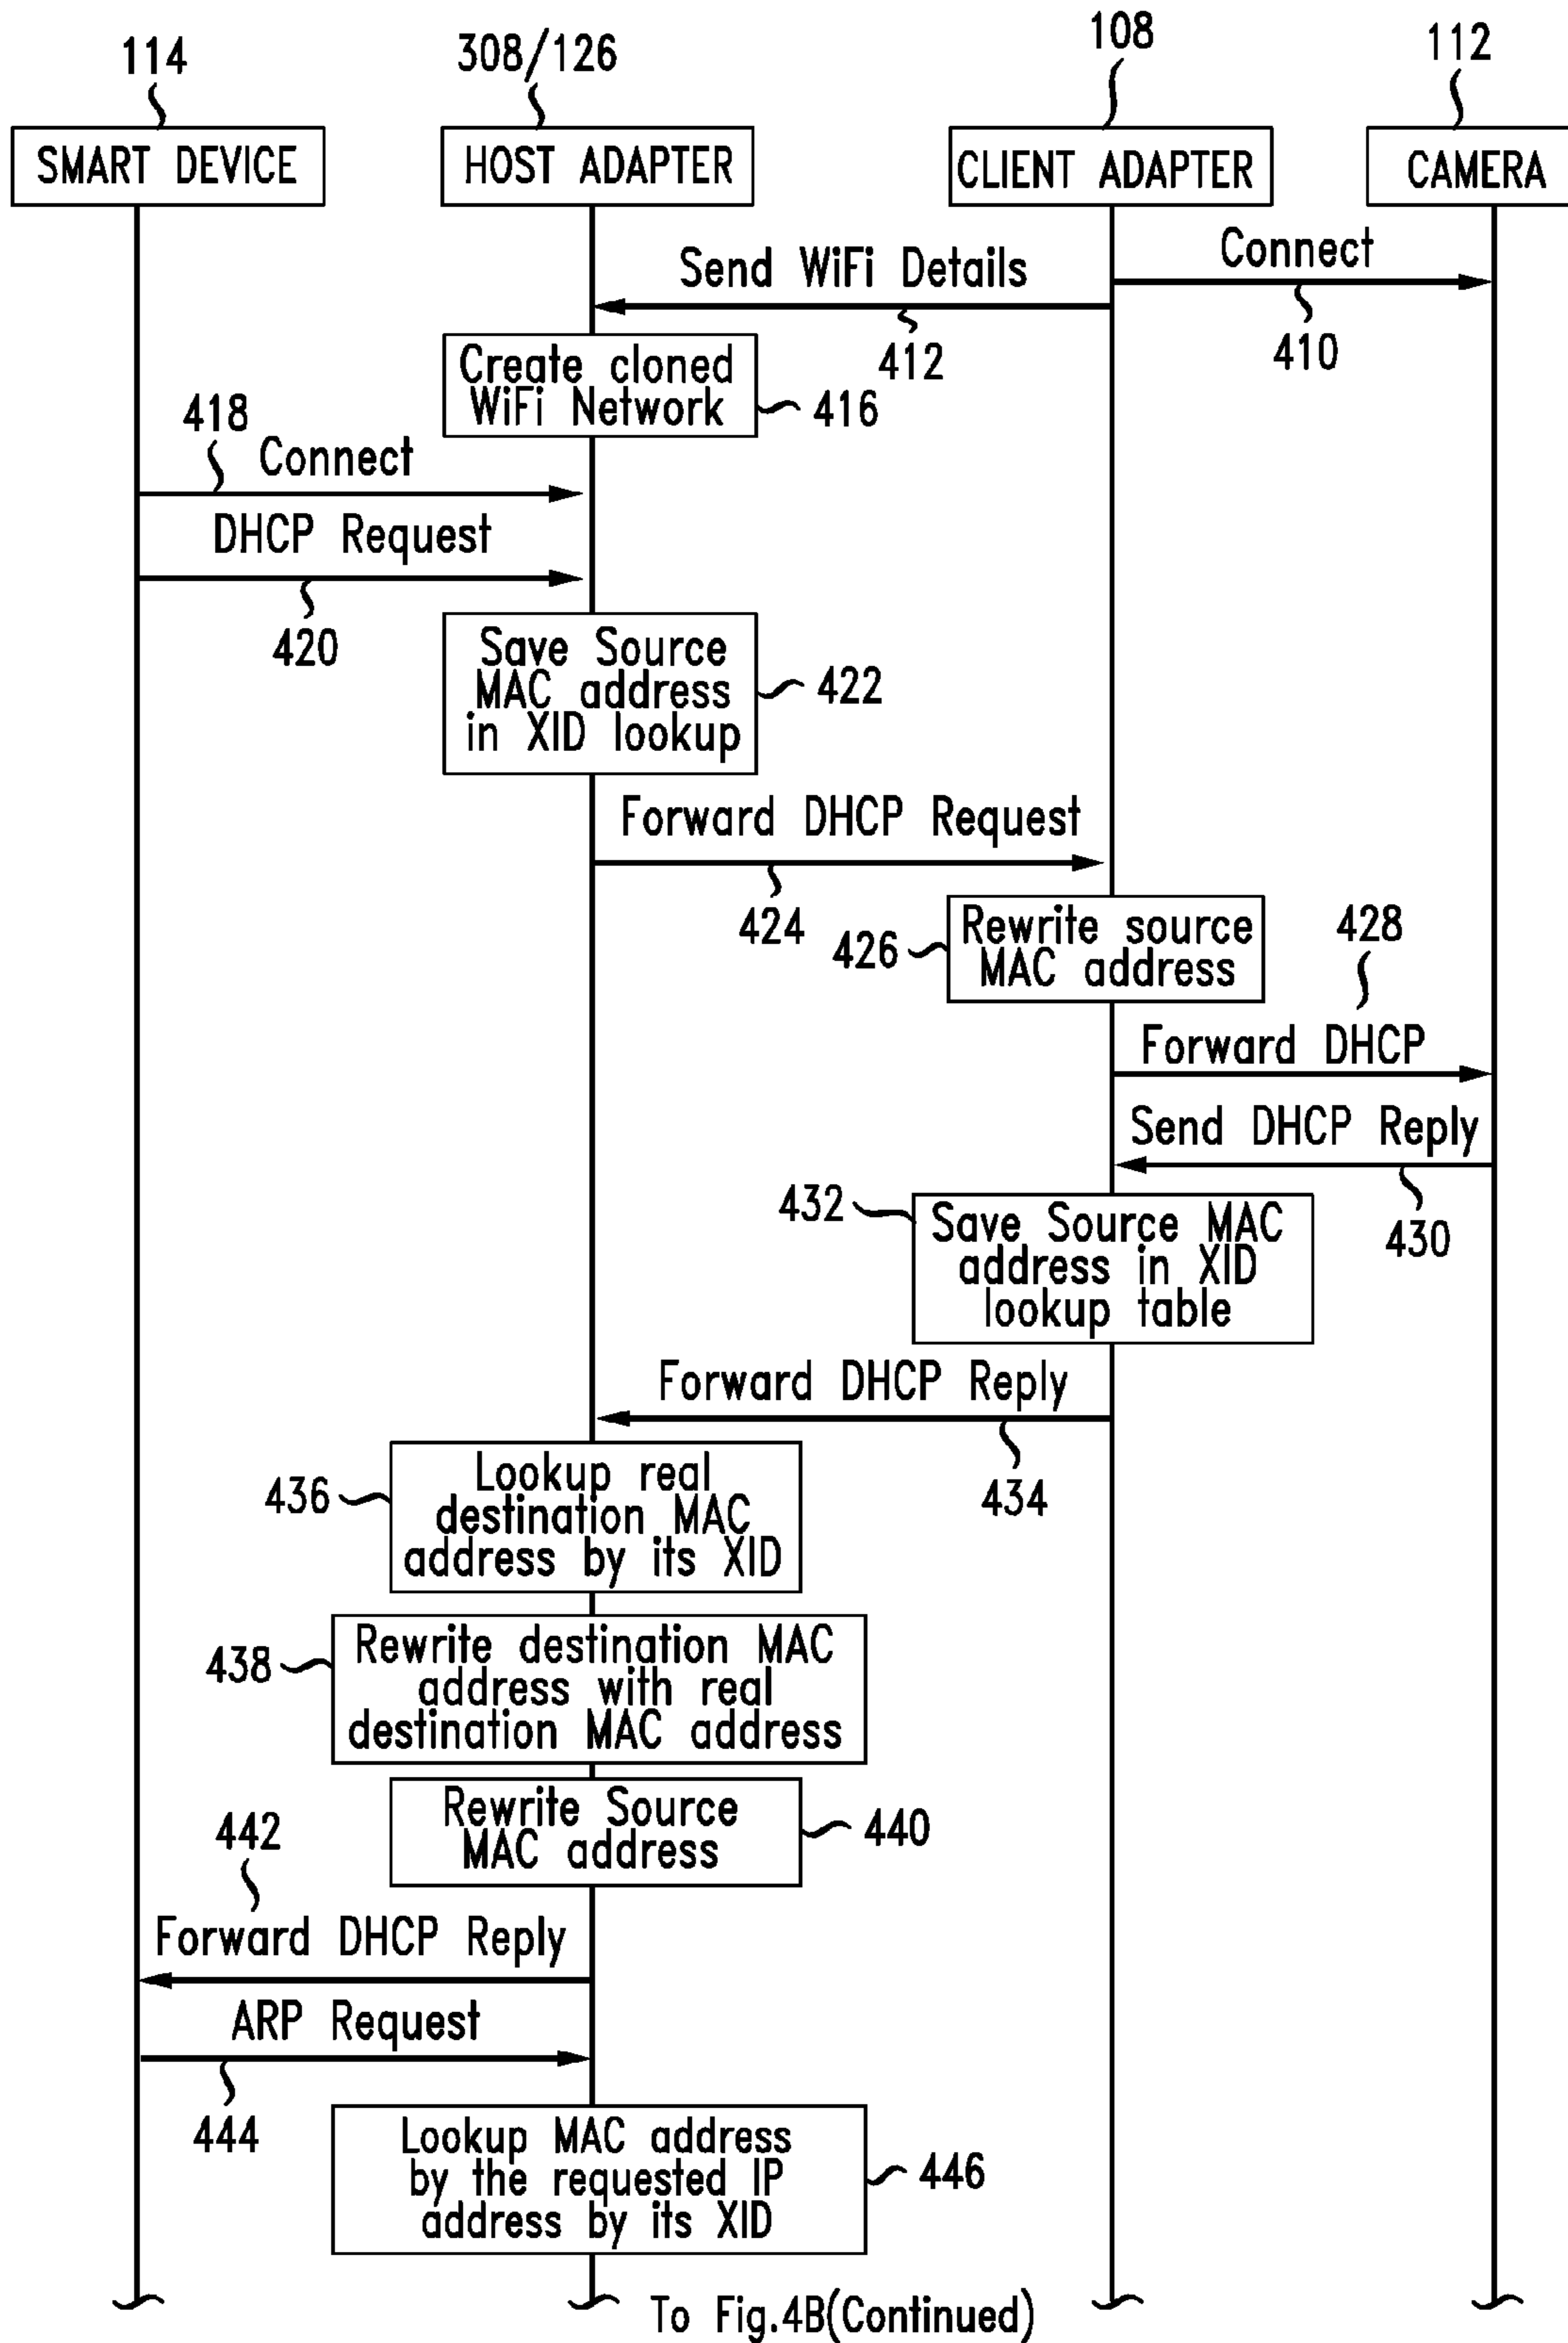 114
308/126
108
112
SMART DEVICE
HOST ADAPTER
CLIENT ADAPTER
CAMERA
Connect
410
Send WiFi Details
412
Create cloned
WiFi Network
416
418
Connect
DHCP Request
420
Save Source
MAC address
in XID lookup
422
Forward DHCP Request
424
Rewrite source
MAC address
426
428
Forward DHCP
Send DHCP Reply
430
432
Save Source MAC
address in XID
lookup table
Forward DHCP Reply
434
436
Lookup real
destination MAC
address by its XID
438
Rewrite destination MAC
address with real
destination MAC address
Rewrite Source
MAC address
440
442
Forward DHCP Reply
ARP Request
444
Lookup MAC address
by the requested IP
address by its XID
446
To Fig.4B(Continued)